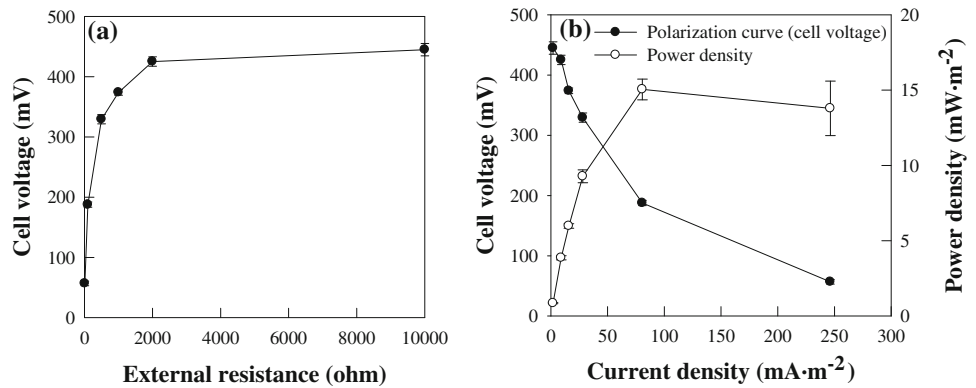 (a)
500
400
300
200
100
0
Cell voltage (mV)
0 2000 4000 6000 8000 10000
External resistance (ohm)
(b)
Polarization curve (cell voltage)
Power density
500
400
300
200
100
0
Cell voltage (mV)
20
15
10
5
0
Power density (mW·m-2)
0 50 100 150 200 250 300
Current density (mA·m-2)